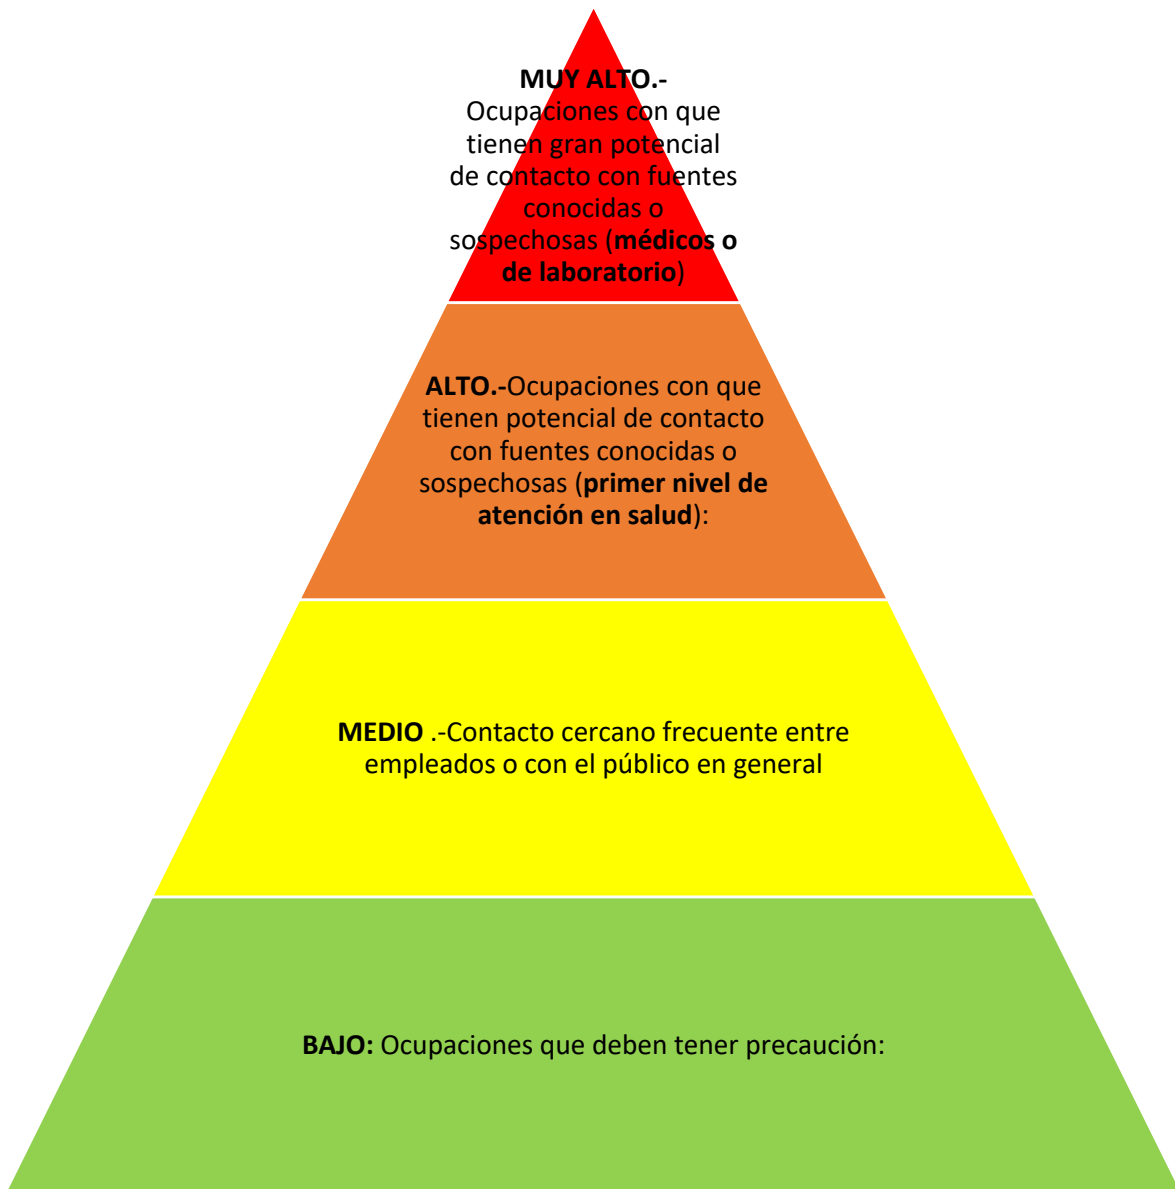 MUY ALTO.-
Ocupaciones con que
tienen gran potencial
de contacto con fuentes
conocidas o
sospechosas (médicos o
de laboratorio)
ALTO.-Ocupaciones con que
tienen potencial de contacto
con fuentes conocidas o
sospechosas (primer nivel de
atención en salud):
MEDIO .-Contacto cercano frecuente entre
empleados o con el público en general
BAJO: Ocupaciones que deben tener precaución: